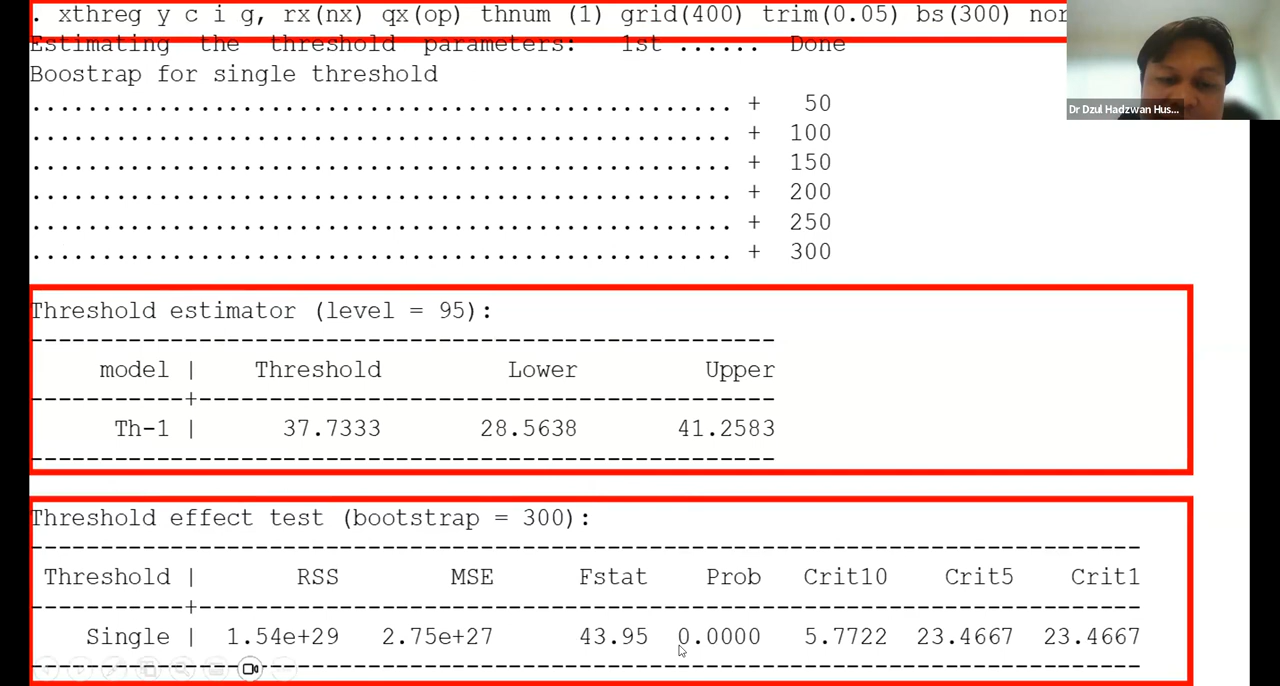 . xthreg y c i g, rx(nx) qx(op) thnum (1) grid(400) trim(0.05) bs(300)
Estimating the threshold parameters: 1st ...... Done
Boostrap for single threshold
.................................................. + 50
.................................................. + 100
.................................................. + 150
.................................................. + 200
.................................................. + 250
.................................................. + 300
Threshold estimator (level = 95):
model | Threshold Lower Upper
Th-1 | 37.7333 28.5638 41.2583
Threshold effect test (bootstrap = 300):
Threshold | RSS MSE Fstat Prob Crit10 Crit5 Crit1
Single | 1.54e+29 2.75e+27 43.95 0.0000 5.7722 23.4667 23.4667
Dr Dzul Hadzwan Hus...